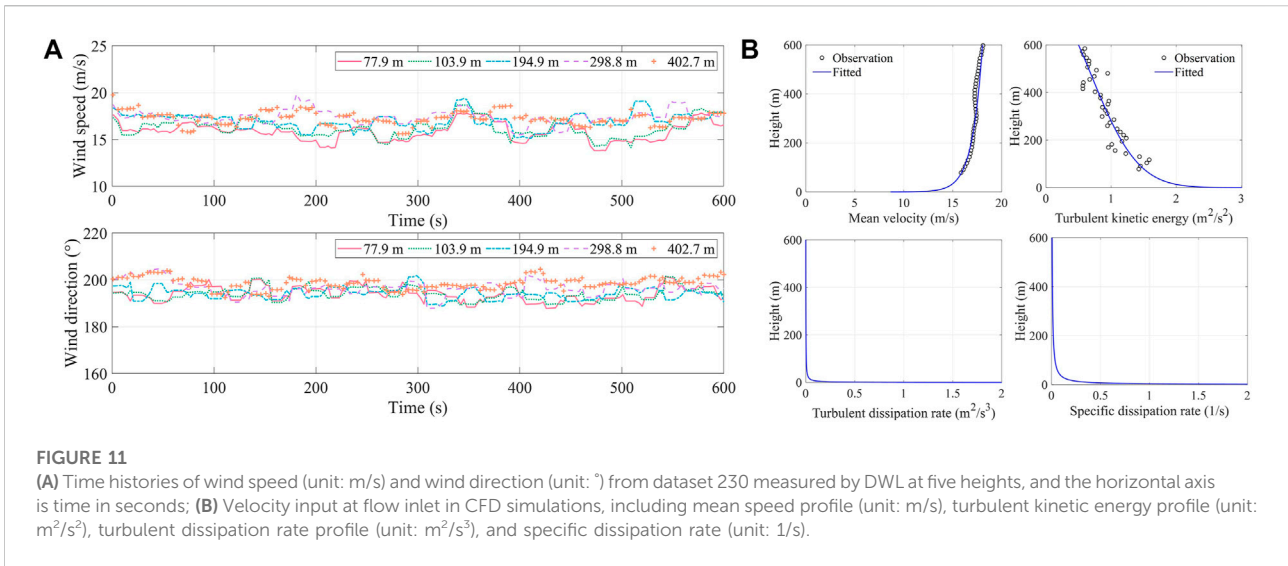 A
25
20
15
10
Wind speed (m/s)
77.9 m 103.9 m 194.9 m 298.8 m 402.7 m
0 100 200 300 400 500 600
Time (s)
220
200
180
160
Wind direction (°)
77.9 m 103.9 m 194.9 m 298.8 m 402.7 m
0 100 200 300 400 500 600
Time (s)
B
600
400
200
0
Height (m)
Observation
Fitted
0 5 10 15 20
Mean velocity (m/s)
600
400
200
0
Height (m)
Observation
Fitted
0 1 2 3
Turbulent kinetic energy (m²/s²)
600
400
200
0
Height (m)
0 0.5 1 1.5 2
Turbulent dissipation rate (m²/s³)
600
400
200
0
Height (m)
0 0.5 1 1.5 2
Specific dissipation rate (1/s)
FIGURE 11
(A) Time histories of wind speed (unit: m/s) and wind direction (unit: °) from dataset 230 measured by DWL at five heights, and the horizontal axis
is time in seconds; (B) Velocity input at flow inlet in CFD simulations, including mean speed profile (unit: m/s), turbulent kinetic energy profile (unit:
m²/s²), turbulent dissipation rate profile (unit: m²/s³), and specific dissipation rate (unit: 1/s).